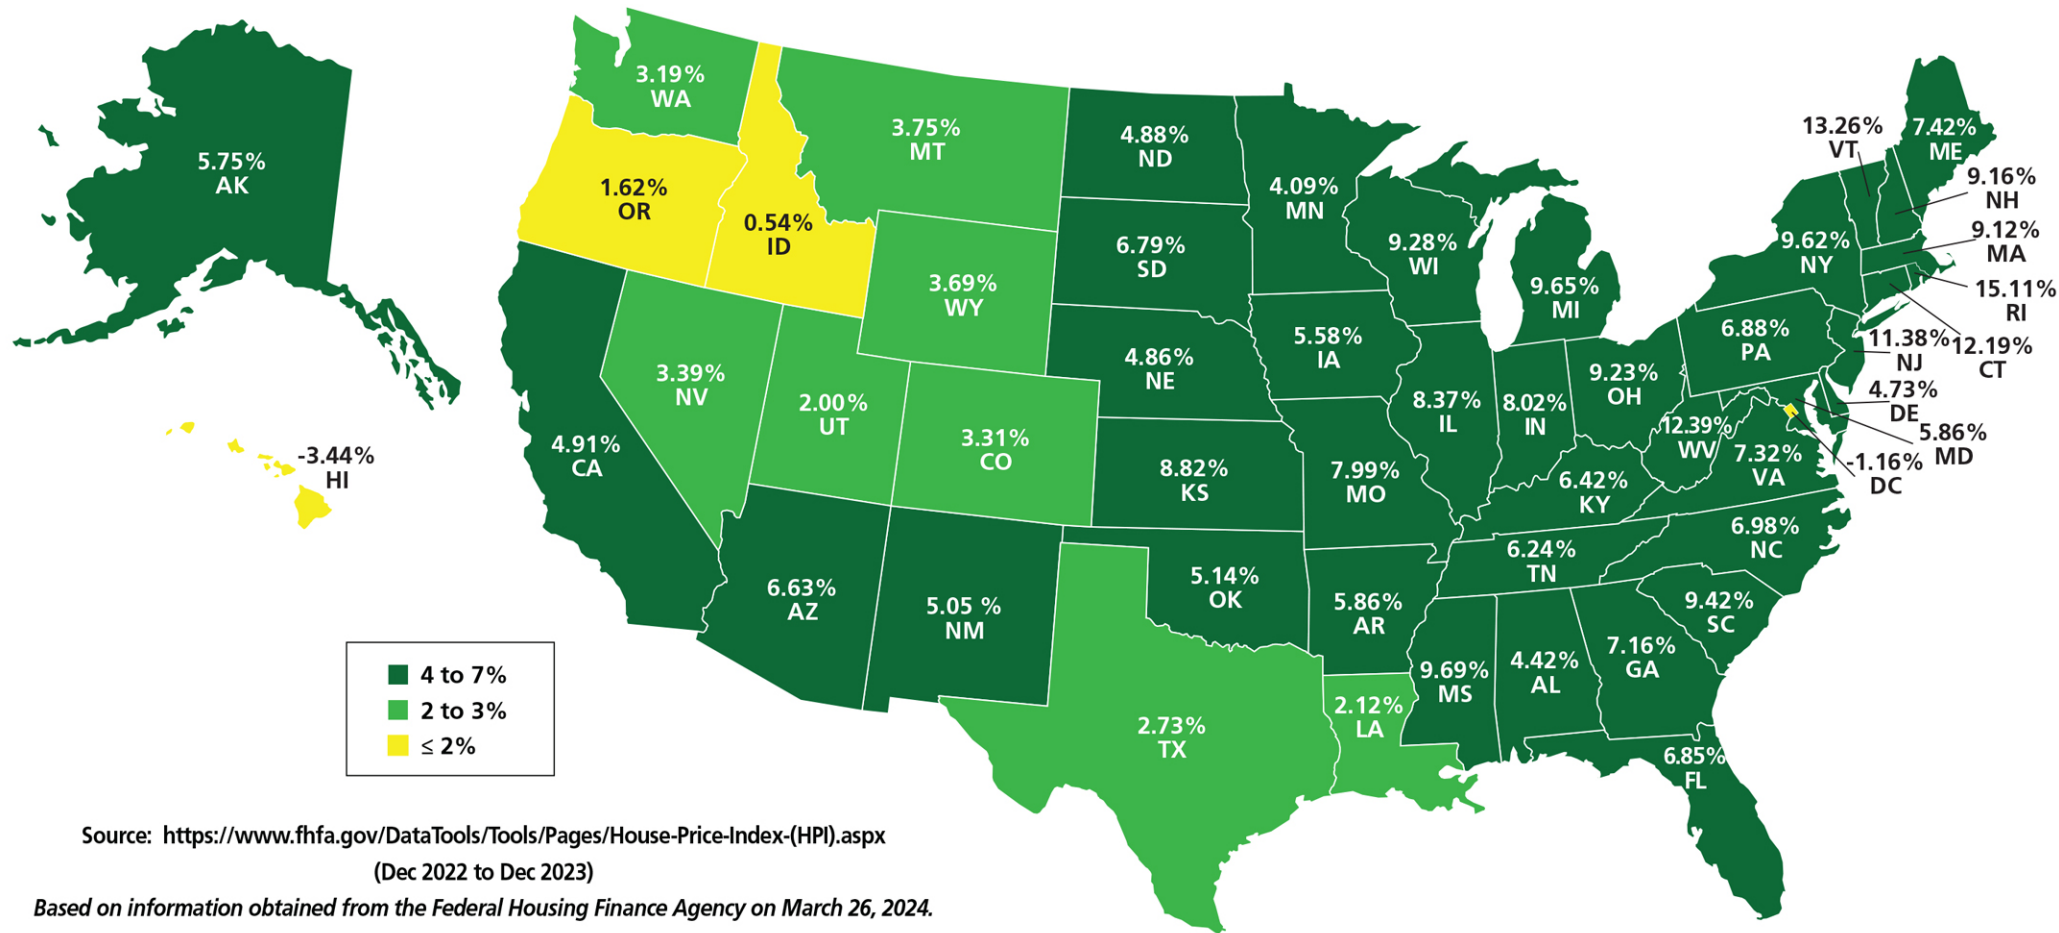 5.75%
AK
-3.44%
HI
3.19%
WA
1.62%
OR
0.54%
ID
3.75%
MT
3.69%
WY
3.39%
NV
2.00%
UT
3.31%
CO
4.91%
CA
6.63%
AZ
5.05 %
NM
4.88%
ND
6.79%
SD
4.86%
NE
8.82%
KS
5.14%
OK
2.73%
TX
4.09%
MN
5.58%
IA
7.99%
MO
5.86%
AR
2.12%
LA
9.28%
WI
8.37%
IL
9.65%
MI
8.02%
IN
9.23%
OH
6.42%
KY
6.24%
TN
9.69%
MS
4.42%
AL
7.16%
GA
6.85%
FL
9.42%
SC
6.98%
NC
7.32%
VA
12.39%
WV
6.88%
PA
9.62%
NY
13.26%
VT
7.42%
ME
9.16%
NH
9.12%
MA
15.11%
RI
12.19%
CT
11.38%
NJ
4.73%
DE
5.86%
MD
-1.16%
DC
4 to 7%
2 to 3%
≤ 2%
Source: https://www.fhfa.gov/DataTools/Tools/Pages/House-Price-Index-(HPI).aspx
(Dec 2022 to Dec 2023)
Based on information obtained from the Federal Housing Finance Agency on March 26, 2024.